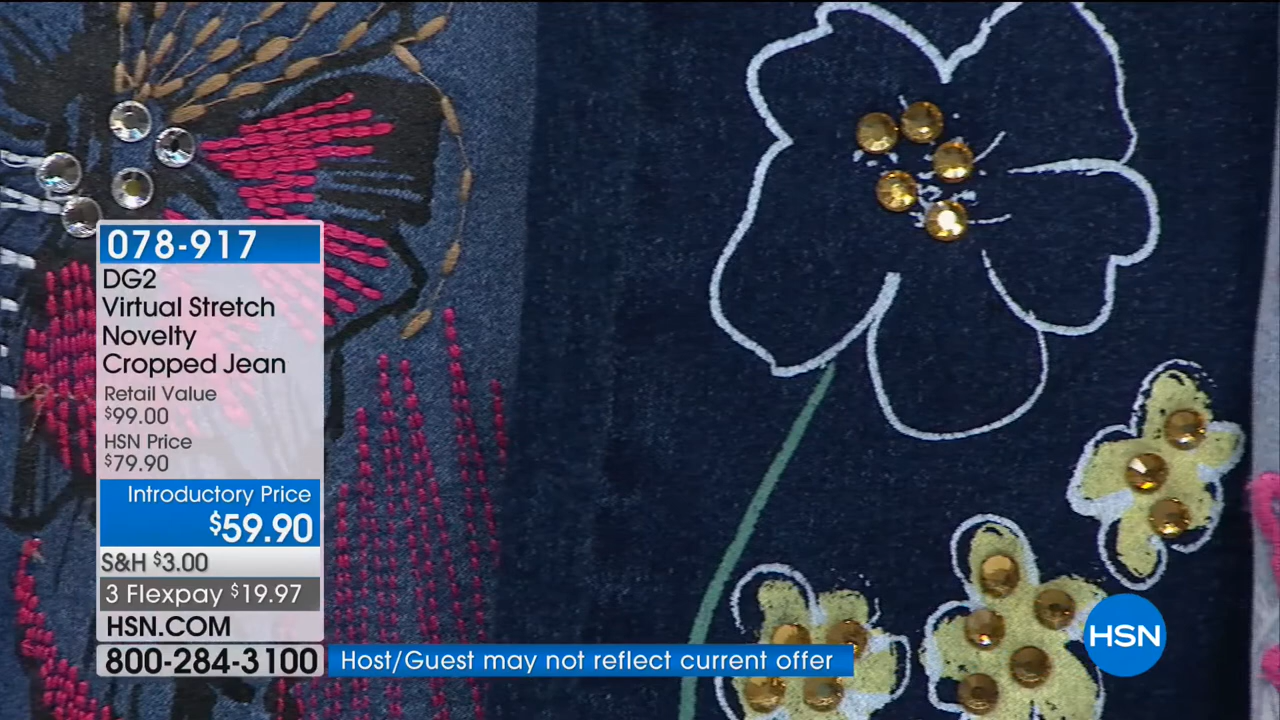 078-917
DG2
Virtual Stretch
Novelty
Cropped Jean
Retail Value
$99.00
HSN Price
$79.90
Introductory Price
$59.90
S&H $3.00
3 Flexpay $19.97
HSN.COM
800-284-3100
Host/Guest may not reflect current offer
HSN